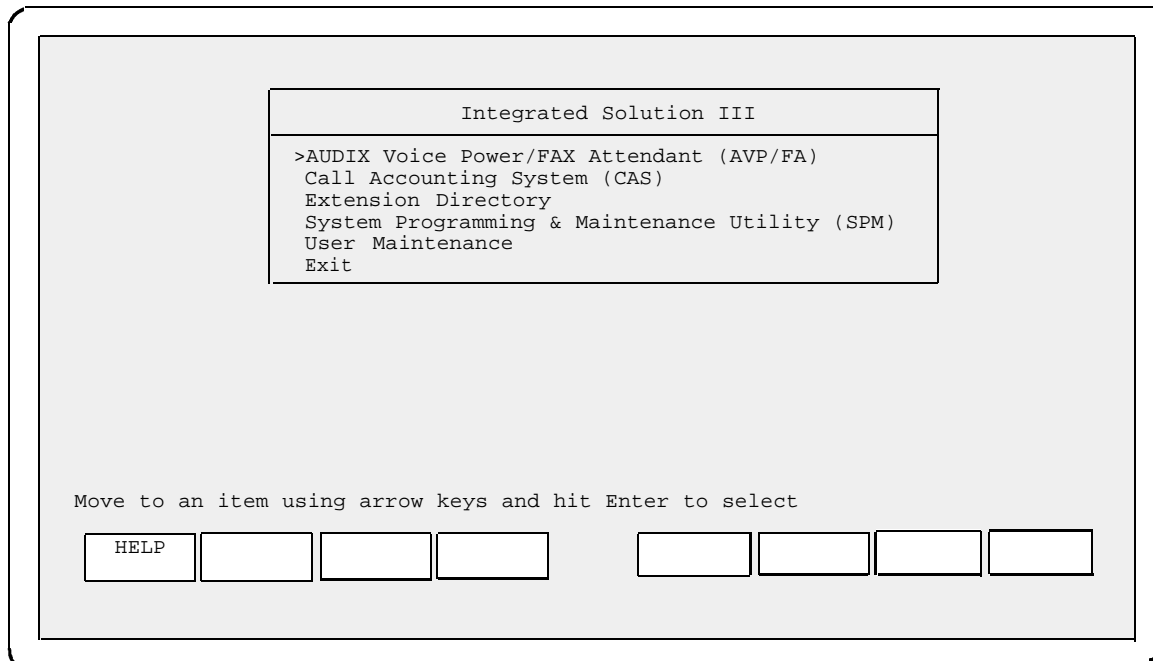 Integrated Solution III
>AUDIX Voice Power/FAX Attendant (AVP/FA)
Call Accounting System (CAS)
Extension Directory
System Programming & Maintenance Utility (SPM)
User Maintenance
Exit
Move to an item using arrow keys and hit Enter to select
HELP